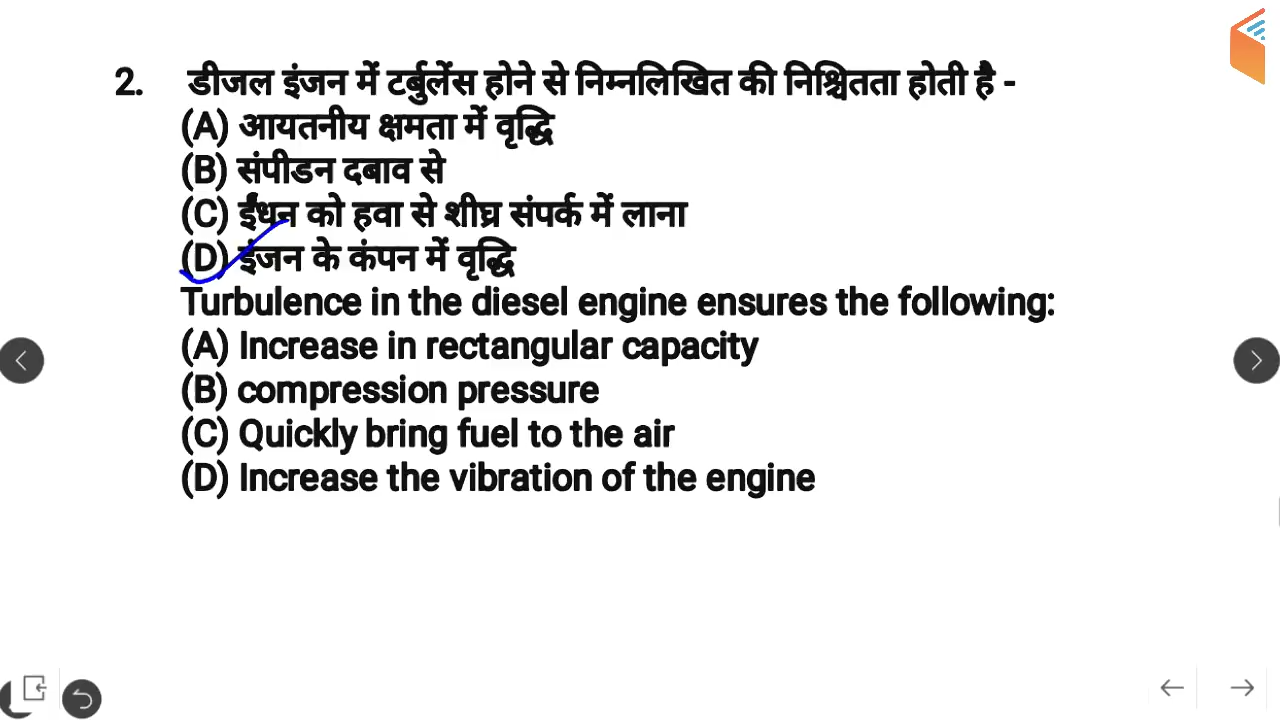 2. डीजल इंजन में टर्बुलेंस होने से निम्नलिखित की निश्चितता होती है -
(A) आयतनीय क्षमता में वृद्धि
(B) संपीडन दबाव से
(C) ईंधन को हवा से शीघ्र संपर्क में लाना
(D) इंजन के कंपन में वृद्धि
Turbulence in the diesel engine ensures the following:
(A) Increase in rectangular capacity
(B) compression pressure
(C) Quickly bring fuel to the air
(D) Increase the vibration of the engine